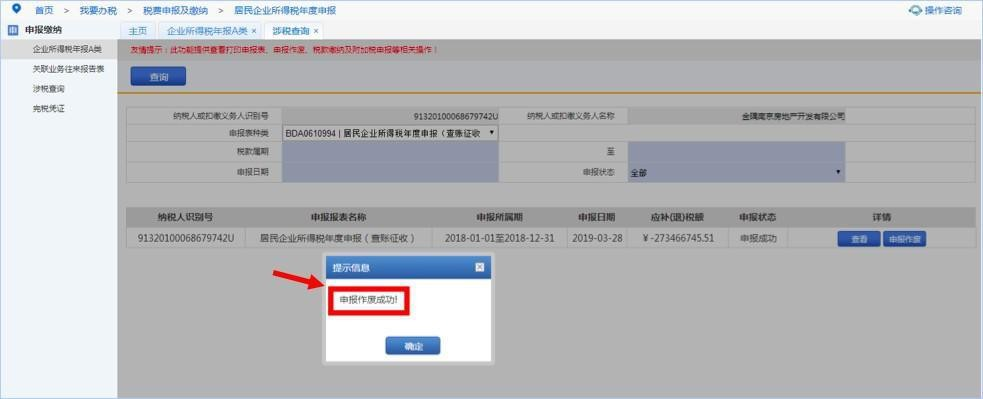 首页 > 我要办税 > 税费申报及缴纳 > 居民企业所得税年度申报 操作咨询
申报缴纳
企业所得税年报A类
关联业务往来报告表
涉税查询
完税凭证
主页 企业所得税年报A类 × 涉税查询 ×
友情提示：此功能提供查看打印申报表、申报作废、税款缴纳及附加税申报等相关操作！
查询
纳税人或扣缴义务人识别号 91320100068679742U 纳税人或扣缴义务人名称 金隅南京房地产开发有限公司
申报表种类 BDA0610994 | 居民企业所得税年度申报（查账征收
税款属期 至
申报日期 申报状态 全部
纳税人识别号 申报报表名称 申报所属期 申报日期 应补(退)税额 申报状态 详情
91320100068679742U 居民企业所得税年度申报（查账征收） 2018-01-01至2018-12-31 2019-03-28 ￥-273466745.51 申报成功 查看 申报作废
提示信息
申报作废成功!
确定